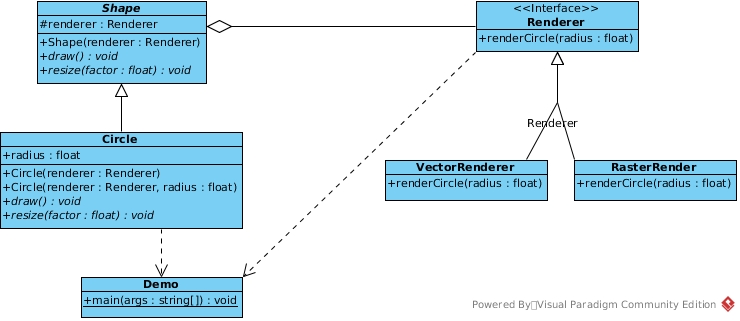 Shape
#renderer : Renderer
+Shape(renderer : Renderer)
+draw() : void
+resize(factor : float) : void
<<Interface>>
Renderer
+renderCircle(radius : float)
Renderer
Circle
+radius : float
+Circle(renderer : Renderer)
+Circle(renderer : Renderer, radius : float)
+draw() : void
+resize(factor : float) : void
VectorRenderer
+renderCircle(radius : float)
RasterRender
+renderCircle(radius : float)
Demo
+main(args : string[]) : void
Powered By Visual Paradigm Community Edition